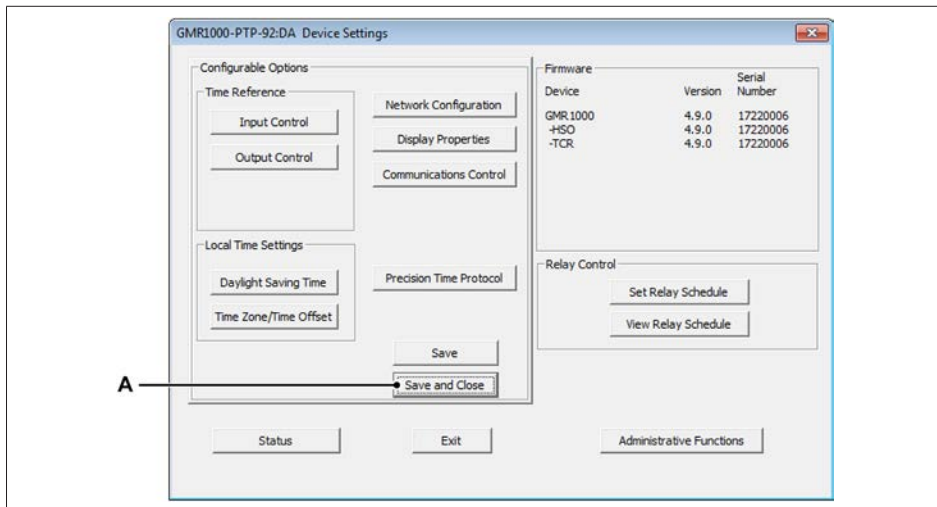 GMR1000-PTP-92:DA Device Settings
Configurable Options
Time Reference
Input Control
Output Control
Network Configuration
Display Properties
Communications Control
Local Time Settings
Daylight Saving Time
Time Zone/Time Offset
Precision Time Protocol
Save
A
Save and Close
Firmware
Device Version Serial Number
GMR1000 4.9.0 17220006
-HSO 4.9.0 17220006
-TCR 4.9.0 17220006
Relay Control
Set Relay Schedule
View Relay Schedule
Status
Exit
Administrative Functions